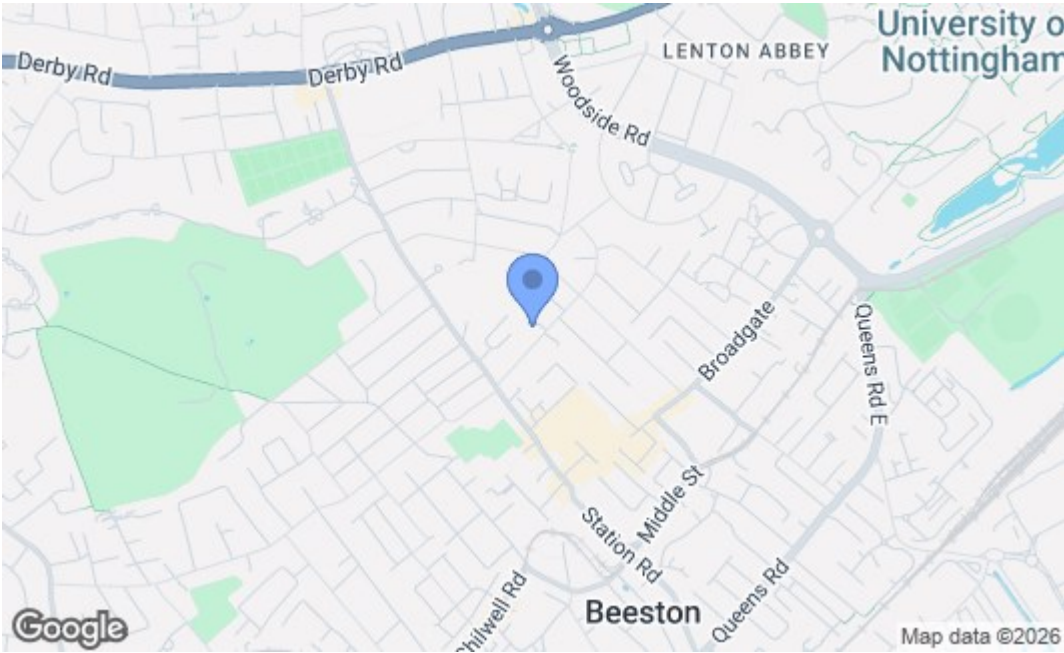 University o
Nottingham
LENTON ABBEY
Derby Rd
Derby Rd
Woodside Rd
Broadgate
Queens Rd E
Middle St
Station Rd
Chilwell Rd
Beeston
Queens Rd
Google
Map data ©2026